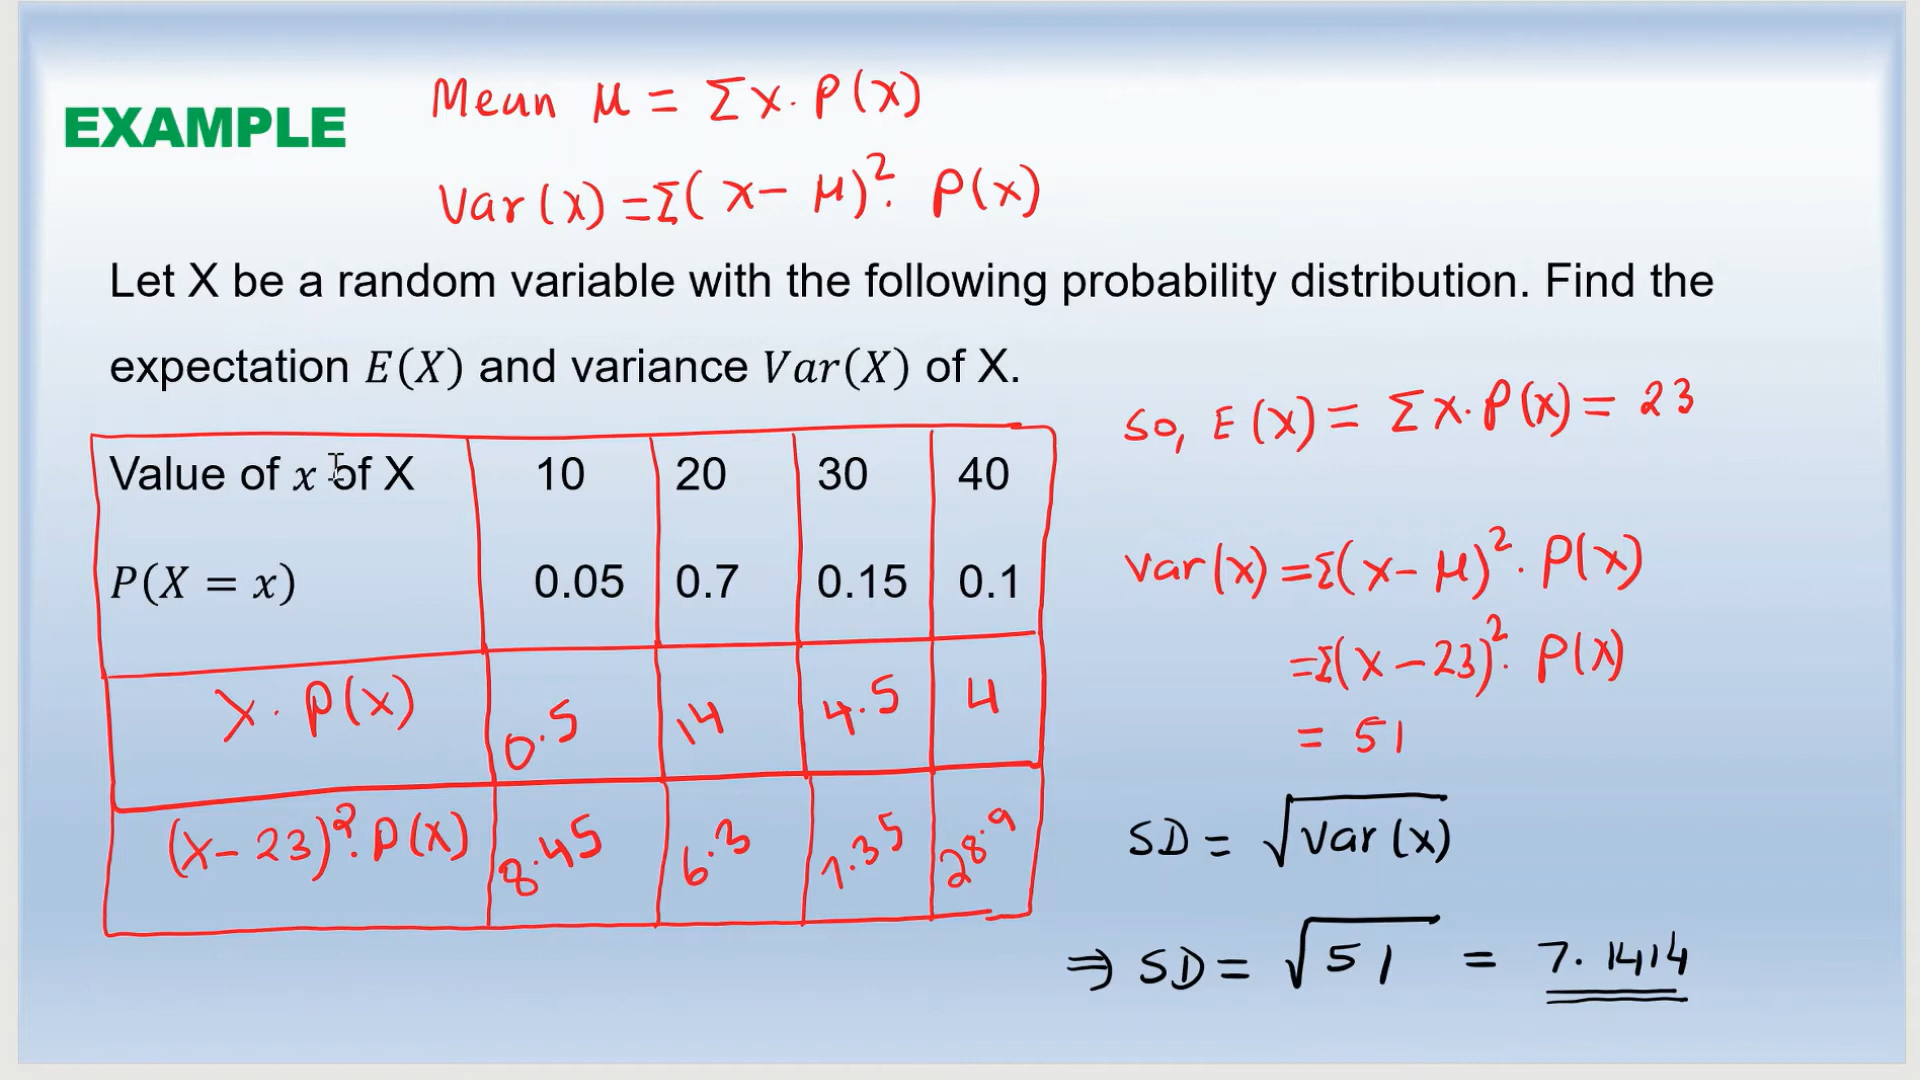 Mean μ = Σx. P(x)
EXAMPLE
Var(x) = Σ(x-μ)². P(x)
Let X be a random variable with the following probability distribution. Find the
expectation E(X) and variance Var(X) of X.
So, E(x) = Σx.P(x) = 23
Value of x of X 10 20 30 40
P(X = x) 0.05 0.7 0.15 0.1
Var(x) = Σ(x-μ)². P(x)
= Σ(x-23)². P(x)
= 51
x. P(x) 0.5 14 4.5 4
(x-23)². P(x) 8.45 6.3 7.35 28.9
SD = √Var(x)
⇒ SD = √51 = 7.1414